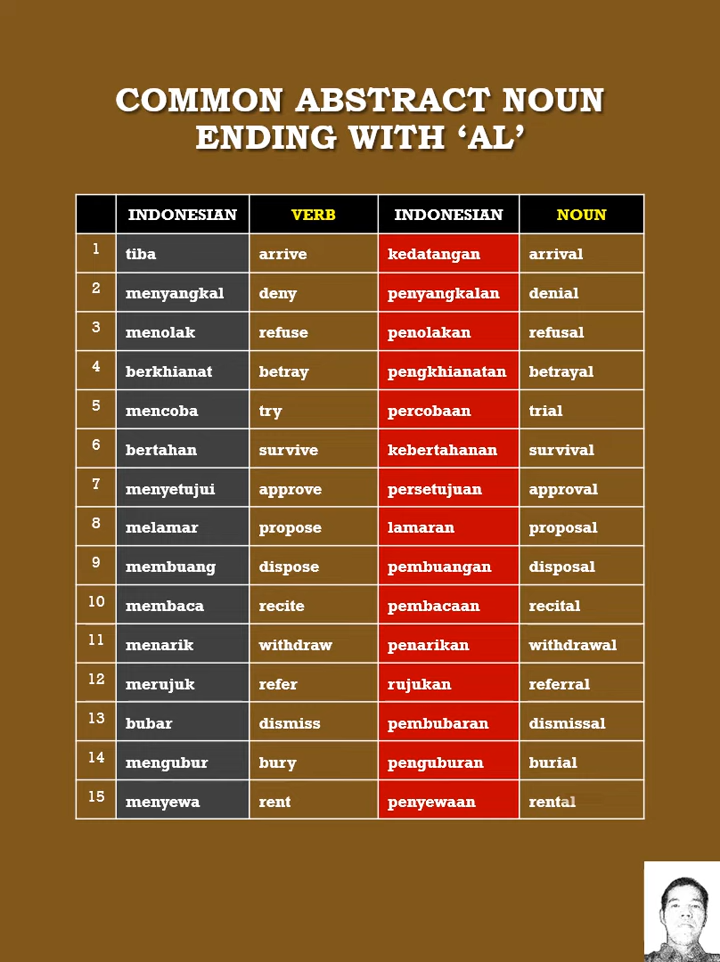 COMMON ABSTRACT NOUN
ENDING WITH ‘AL’
INDONESIAN VERB INDONESIAN NOUN
1 tiba arrive kedatangan arrival
2 menyangkal deny penyangkalan denial
3 menolak refuse penolakan refusal
4 berkhianat betray pengkhianatan betrayal
5 mencoba try percobaan trial
6 bertahan survive kebertahanan survival
7 menyetujui approve persetujuan approval
8 melamar propose lamaran proposal
9 membuang dispose pembuangan disposal
10 membaca recite pembacaan recital
11 menarik withdraw penarikan withdrawal
12 merujuk refer rujukan referral
13 bubar dismiss pembubaran dismissal
14 mengubur bury penguburan burial
15 menyewa rent penyewaan rental